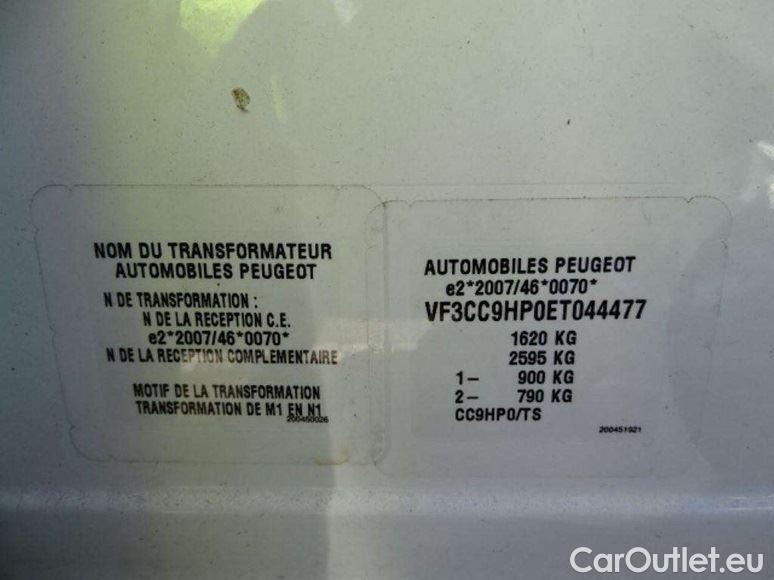 NOM DU TRANSFORMATEUR
AUTOMOBILES PEUGEOT
N DE TRANSFORMATION :
N DE LA RECEPTION C.E.
e2*2007/46*0070*
N DE LA RECEPTION COMPLEMENTAIRE
MOTIF DE LA TRANSFORMATION
TRANSFORMATION DE M1 EN N1
200450026
AUTOMOBILES PEUGEOT
e2*2007/46*0070*
VF3CC9HP0ET044477
1620 KG
2595 KG
1- 900 KG
2- 790 KG
CC9HP0/TS
200451921
CarOutlet.eu